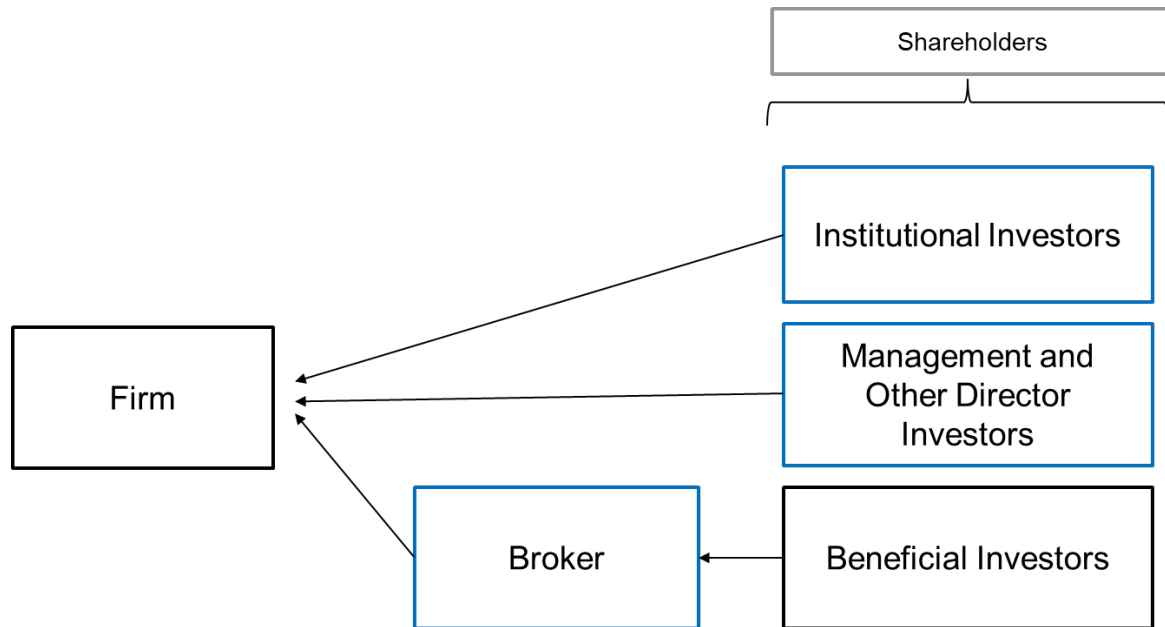 Shareholders
Institutional Investors
Management and
Other Director
Investors
Firm
Broker
Beneficial Investors